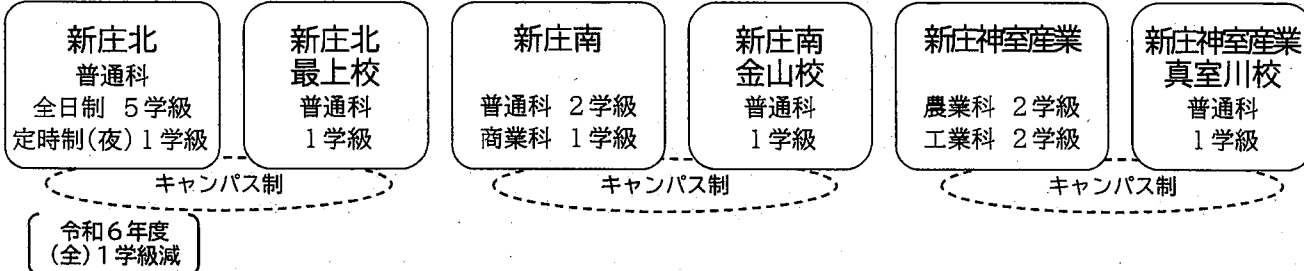 新庄北
普通科
全日制 5学級
定時制(夜)1学級
新庄北
最上校
普通科
1学級
新庄南
普通科 2学級
商業科 1学級
新庄南
金山校
普通科
1学級
新庄神室産業
農業科 2学級
工業科 2学級
新庄神室産業
真室川校
普通科
1学級
キャンパス制
キャンパス制
キャンパス制
令和6年度
(全)1学級減